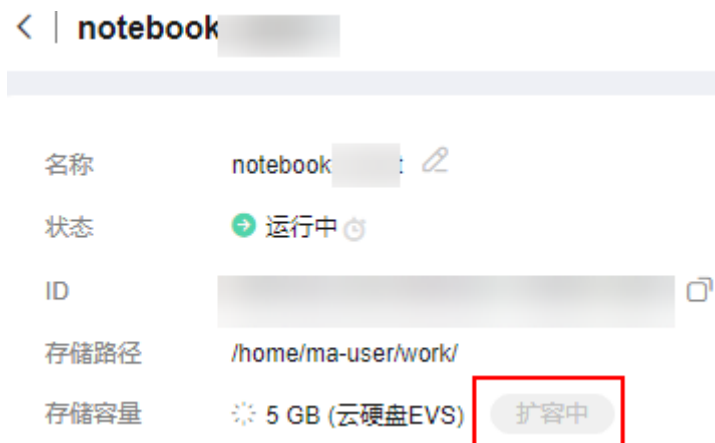 notebook
名称 notebook
状态 运行中
ID
存储路径 /home/ma-user/work/
存储容量 5 GB (云硬盘EVS) 扩容中